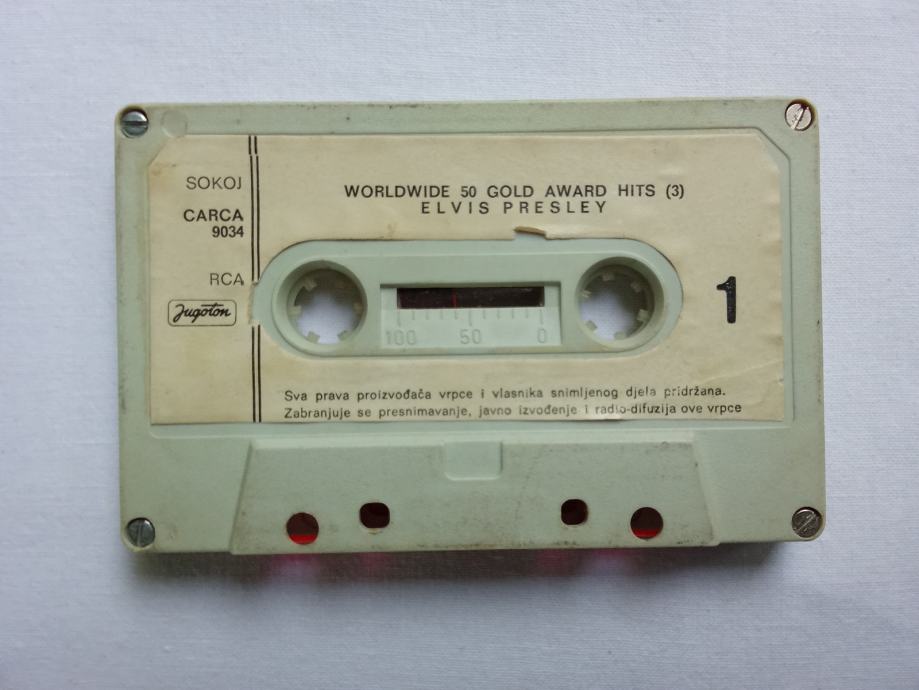 SOKOJ
CARCA
9034
RCA
Jugoton
WORLDWIDE 50 GOLD AWARD HITS (3)
ELVIS PRESLEY
100 50 0
1
Sva prava proizvođača vrpce i vlasnika snimljenog djela pridržana.
Zabranjuje se presnimavanje, javno izvođenje i radio-difuzija ove vrpce